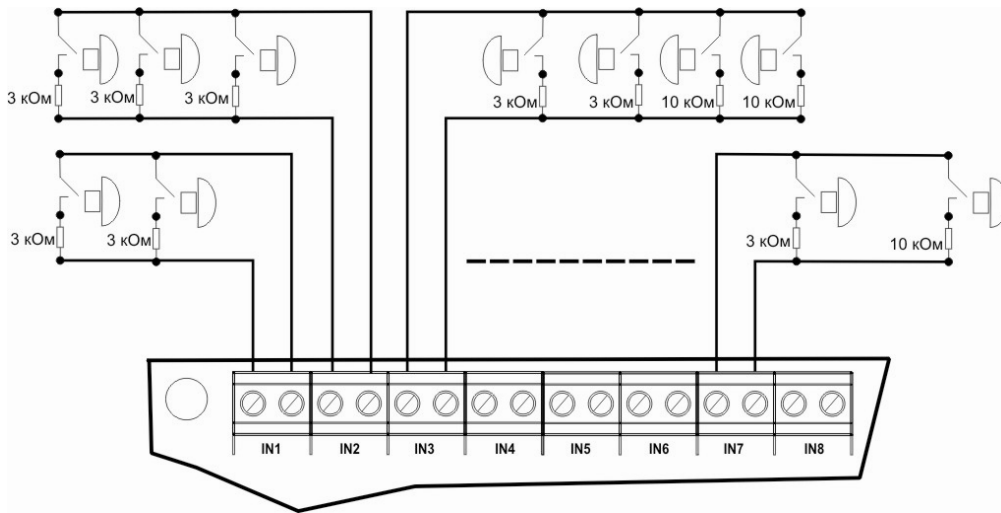 3 кОм 3 кОм 3 кОм 3 кОм 3 кОм 10 кОм 10 кОм
3 кОм 3 кОм 3 кОм 10 кОм
IN1 IN2 IN3 IN4 IN5 IN6 IN7 IN8